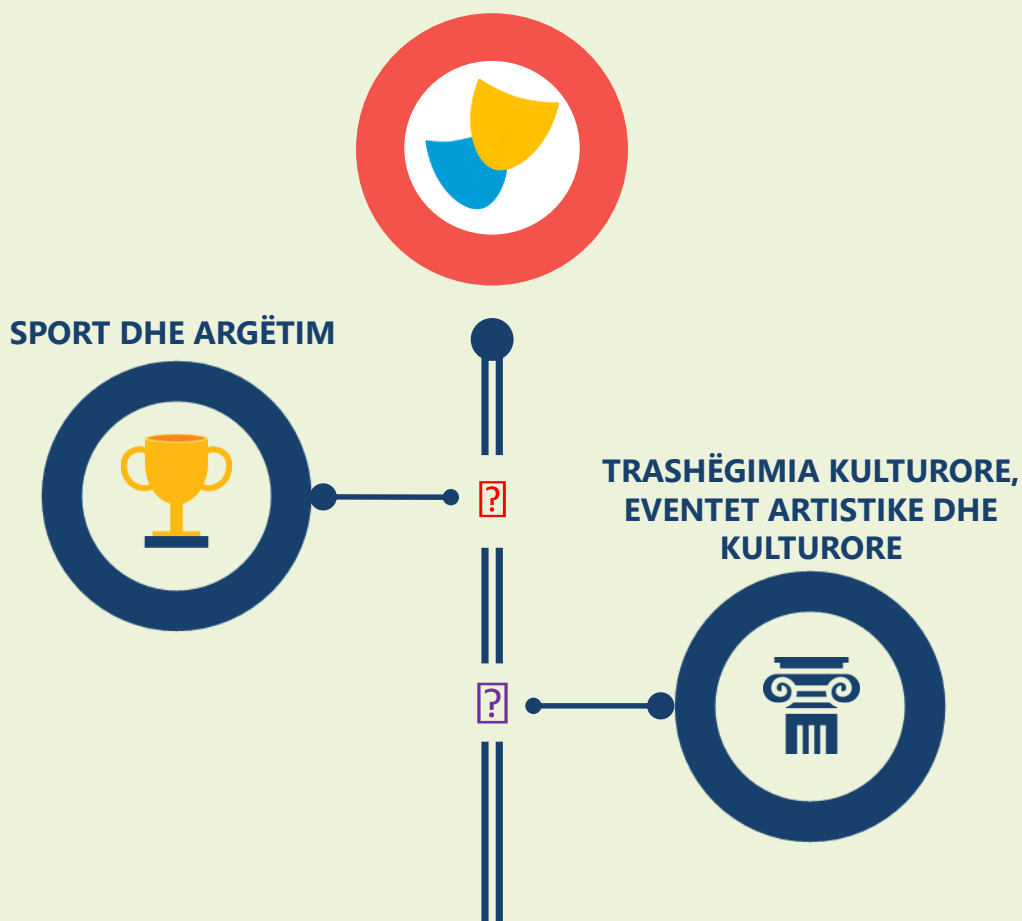 SPORT DHE ARGËTIM
TRASHËGIMIA KULTURORE,
EVENTET ARTISTIKE DHE
KULTURORE